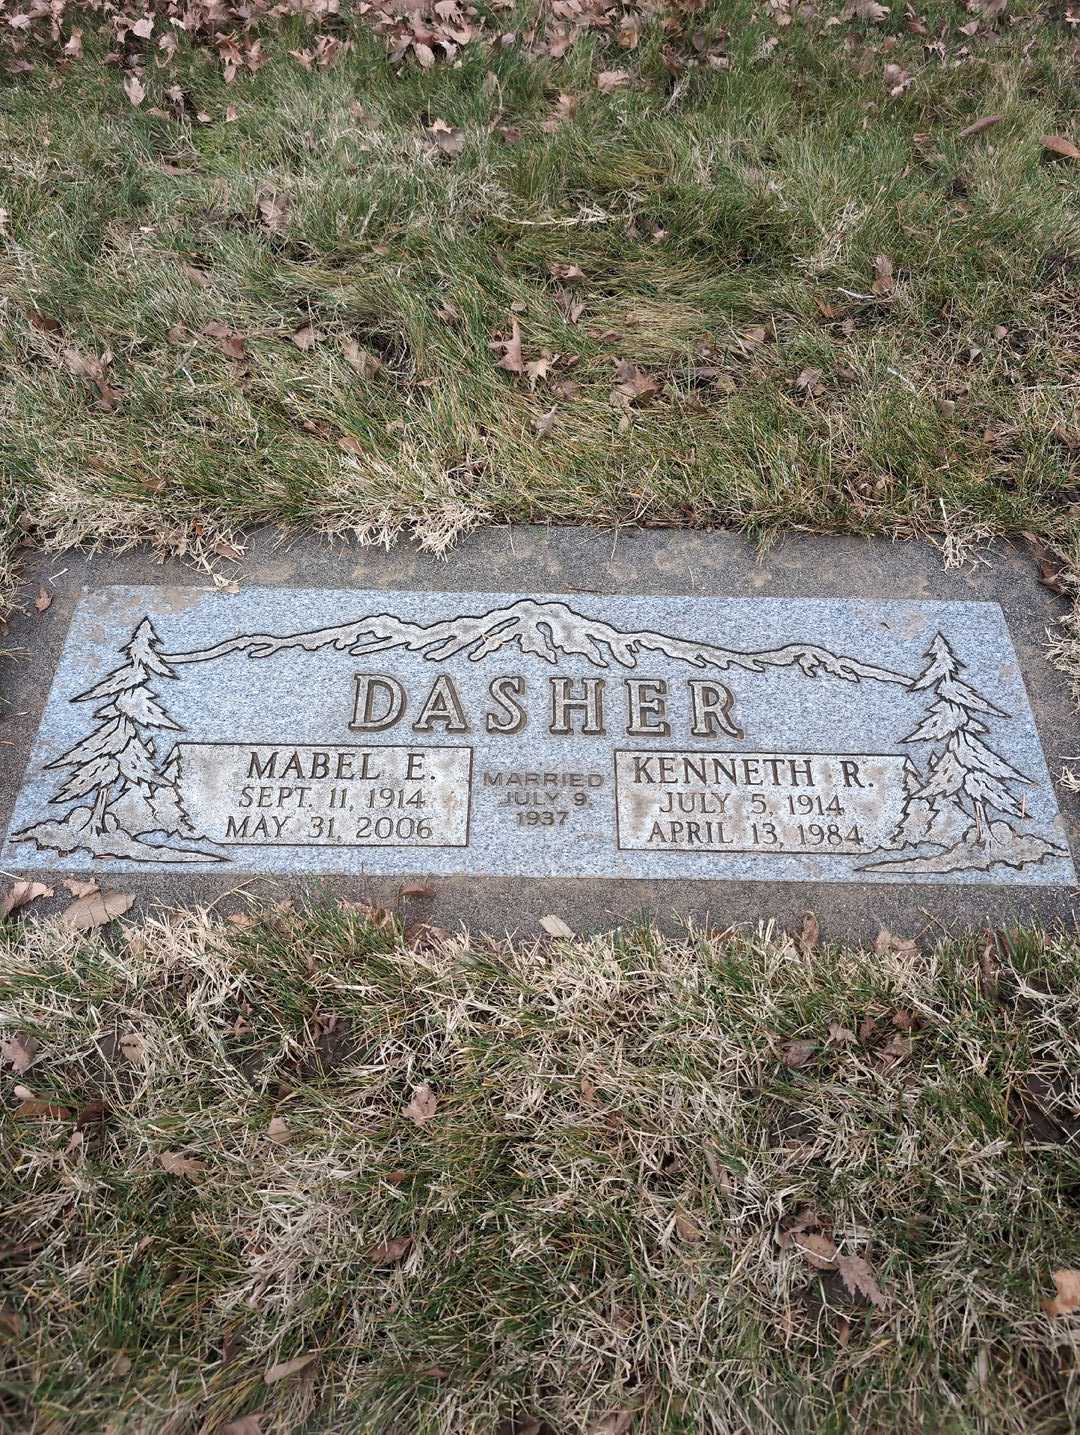 DASHER
MABEL E.
SEPT. 11, 1914
MAY 31, 2006
MARRIED
JULY 9,
1937
KENNETH R.
JULY 5, 1914
APRIL 13, 1984